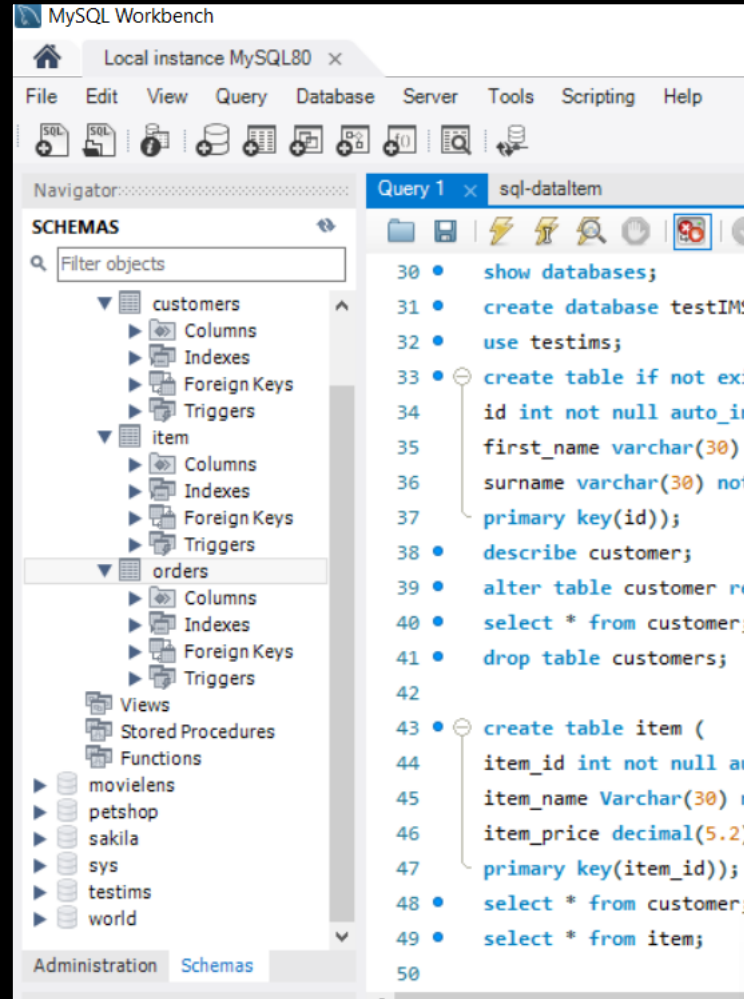 MySQL Workbench
Local instance MySQL80
File Edit View Query Database Server Tools Scripting Help
Navigator
SCHEMAS
Filter objects
customers
Columns
Indexes
Foreign Keys
Triggers
item
Columns
Indexes
Foreign Keys
Triggers
orders
Columns
Indexes
Foreign Keys
Triggers
Views
Stored Procedures
Functions
movielens
petshop
sakila
sys
testims
world
Administration Schemas
Query 1 sql-dataItem
30 show databases;
31 create database testIMS
32 use testims;
33 create table if not exi
34 id int not null auto_in
35 first_name varchar(30)
36 surname varchar(30) not
37 primary key(id));
38 describe customer;
39 alter table customer re
40 select * from customer;
41 drop table customers;
42
43 create table item (
44 item_id int not null au
45 item_name Varchar(30) n
46 item_price decimal(5.2)
47 primary key(item_id));
48 select * from customer;
49 select * from item;
50